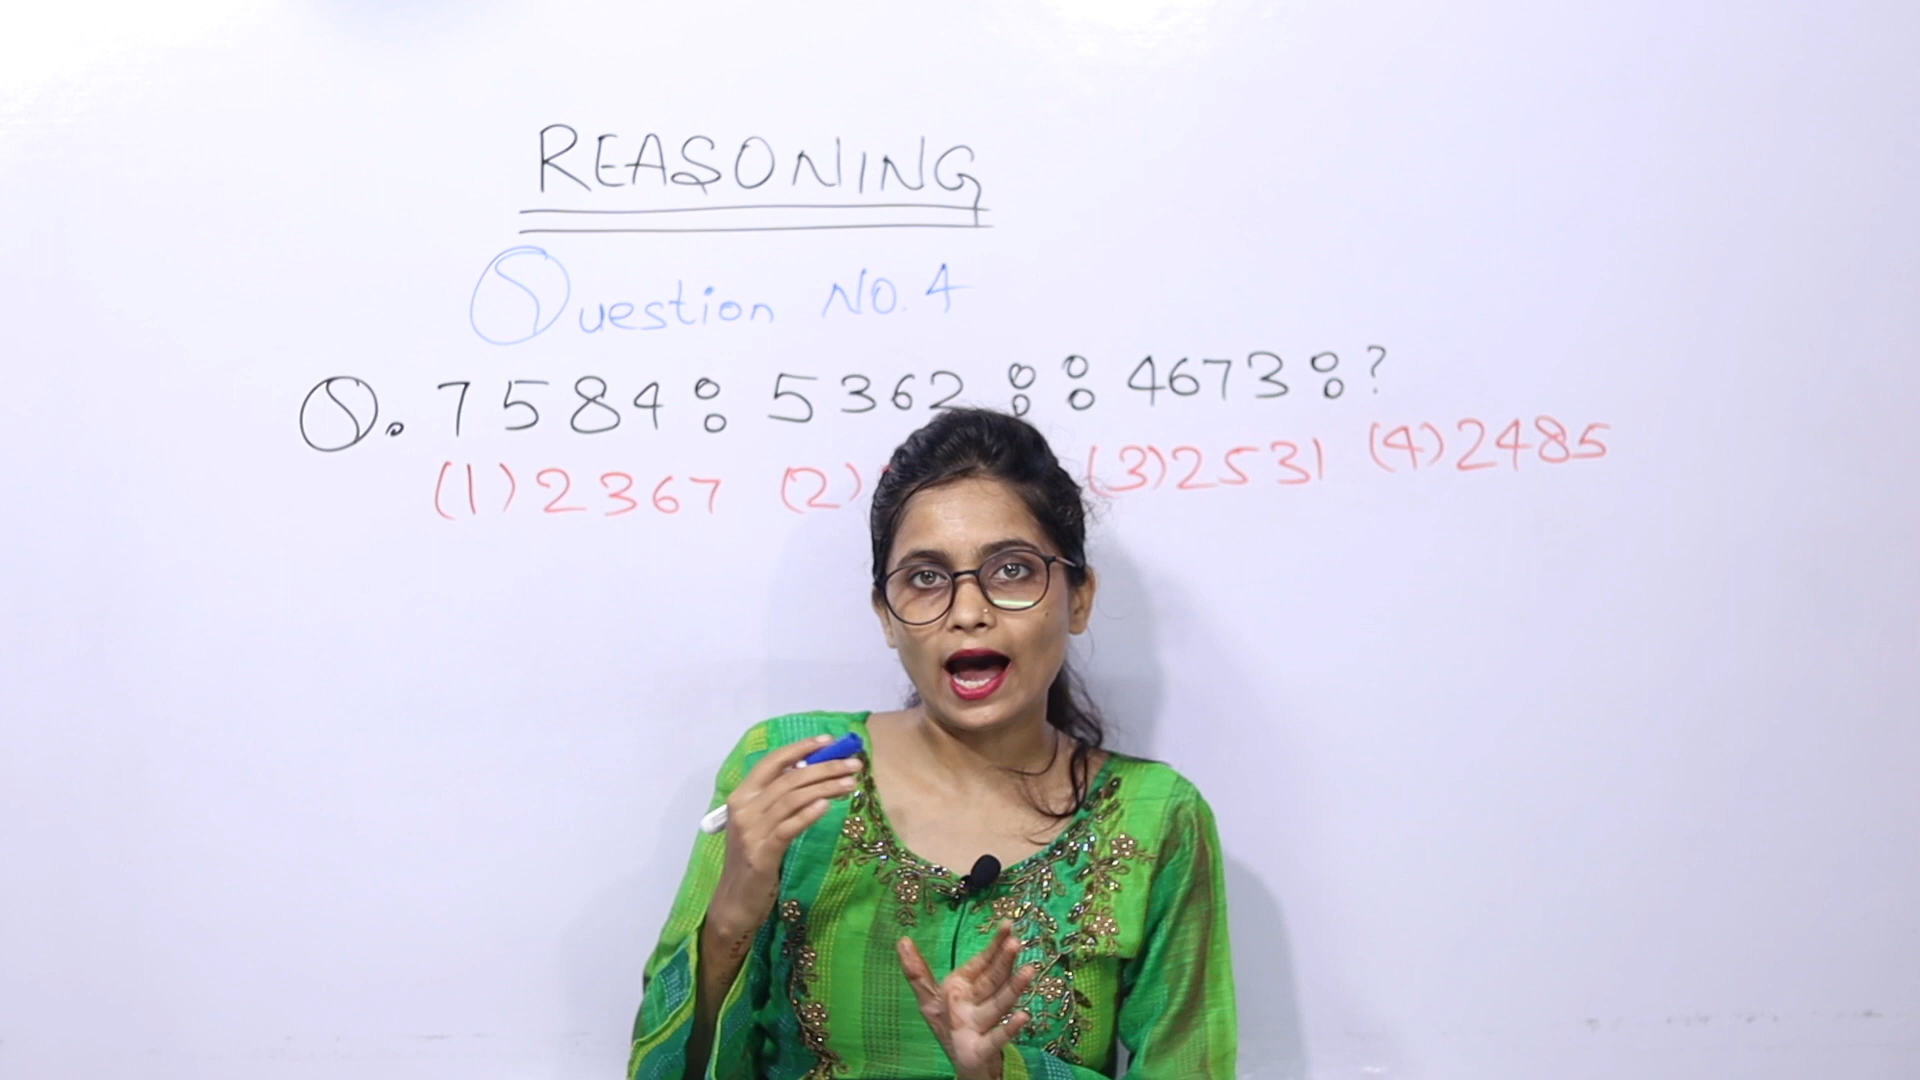 REASONING
Question NO. 4
Q. 7584 : 5362 :: 4673 : ?
(1) 2367 (2) (3) 2531 (4) 2485